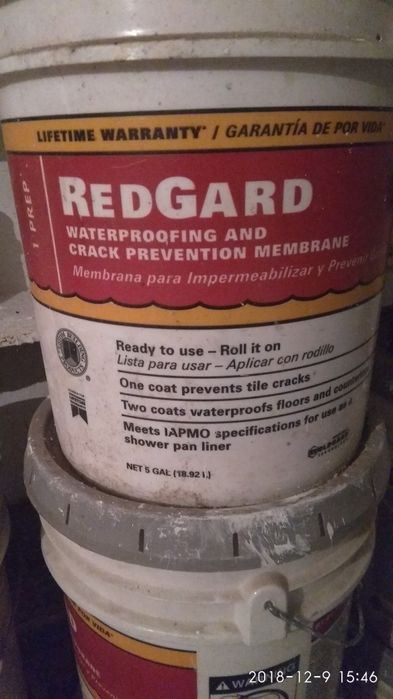 LIFETIME WARRANTY* / GARANTÍA DE POR VIDA*
1 PREP
REDGARD
WATERPROOFING AND
CRACK PREVENTION MEMBRANE
Membrana para Impermeabilizar y
Ready to use – Roll it on
Lista para usar – Aplicar con rodillo
One coat prevents tile cracks
Two coats waterproofs floors and
Meets IAPMO specifications for use as a
shower pan liner
NET 5 GAL (18.92 L)
POR VIDA*
2018-12-9 15:46